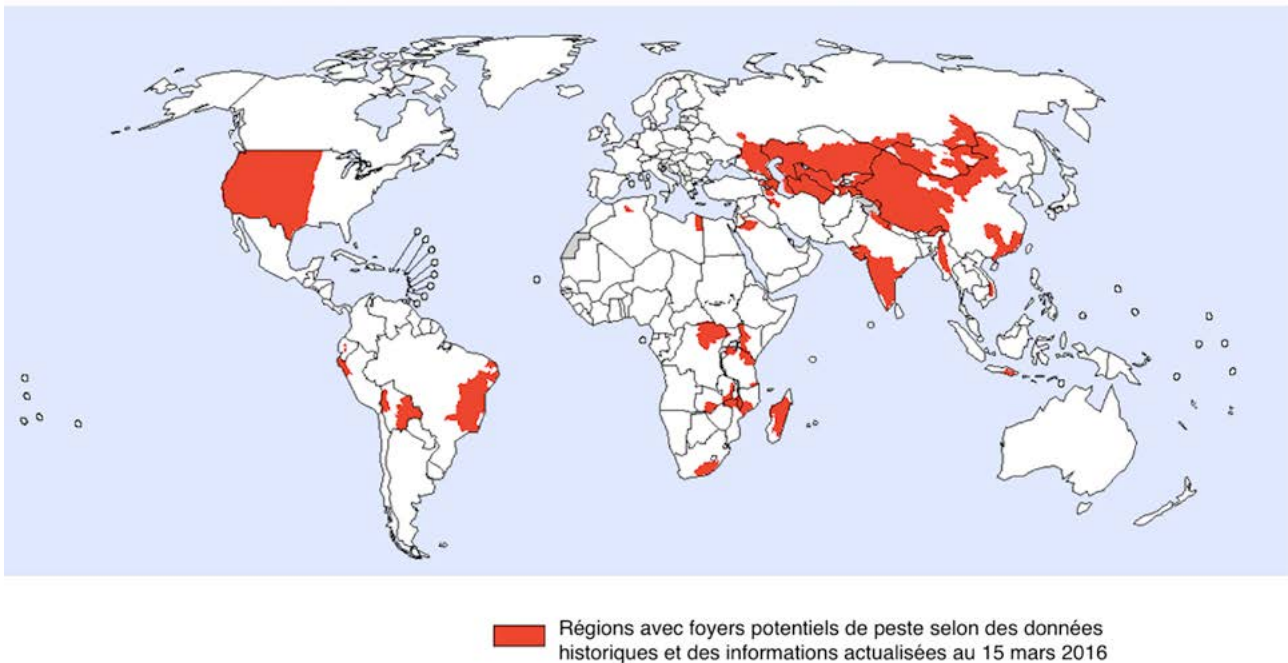 Régions avec foyers potentiels de peste selon des données
historiques et des informations actualisées au 15 mars 2016